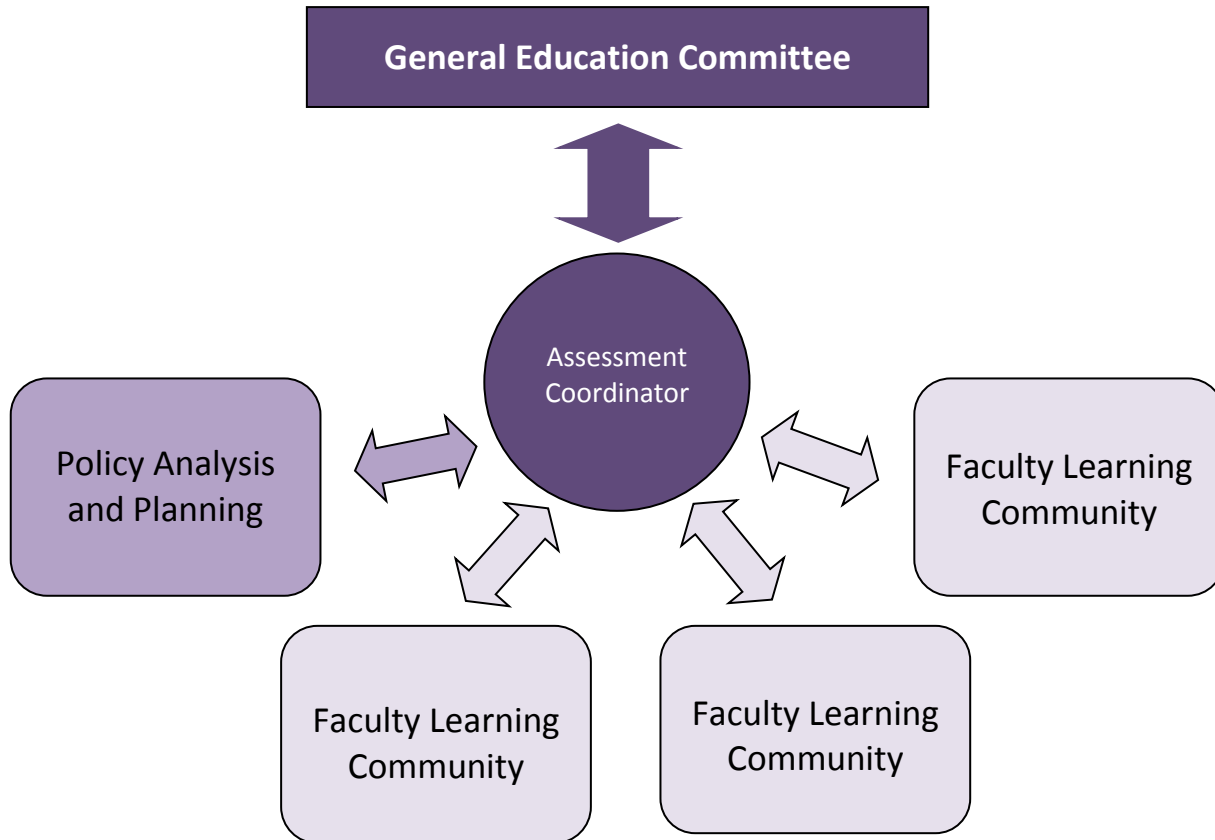 General Education Committee
Assessment
Coordinator
Policy Analysis
and Planning
Faculty Learning
Community
Faculty Learning
Community
Faculty Learning
Community